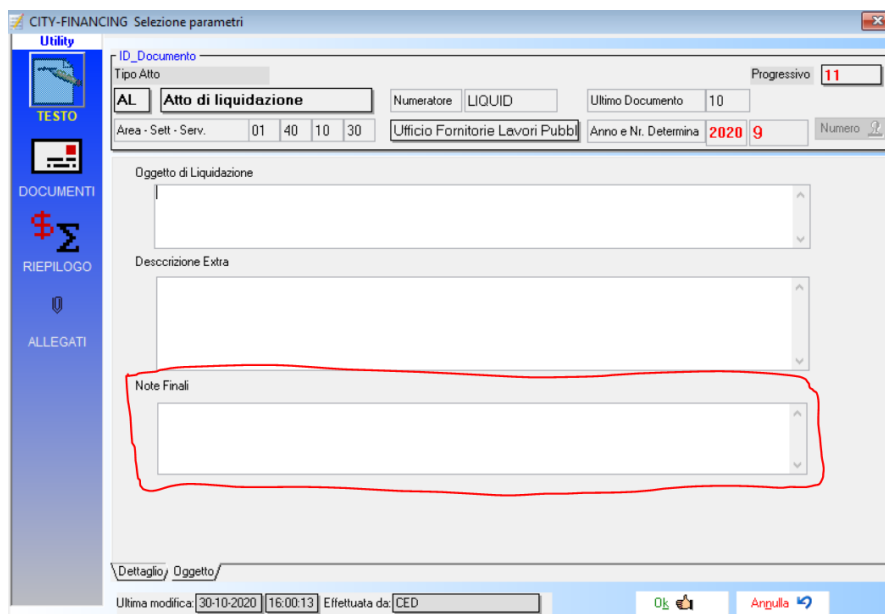 CITY-FINANCING Selezione parametri
Utility
ID_Documento
Tipo Atto
Progressivo 11
AL Atto di liquidazione Numeratore LIQUID Ultimo Documento 10
Area - Sett - Serv. 01 40 10 30 Ufficio Fornitorie Lavori Pubbl Anno e Nr. Determina 2020 9 Numero
TESTO
DOCUMENTI
RIEPILOGO
ALLEGATI
Oggetto di Liquidazione
Desccrizione Extra
Note Finali
Dettaglio Oggetto
Ultima modifica: 30-10-2020 16:00:13 Effettuata da: CED Ok Annulla